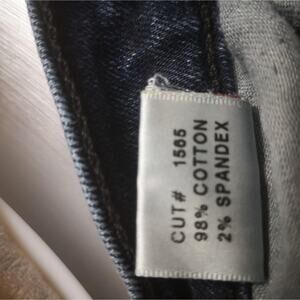 CUT# 1565
98% COTTON
2% SPANDEX